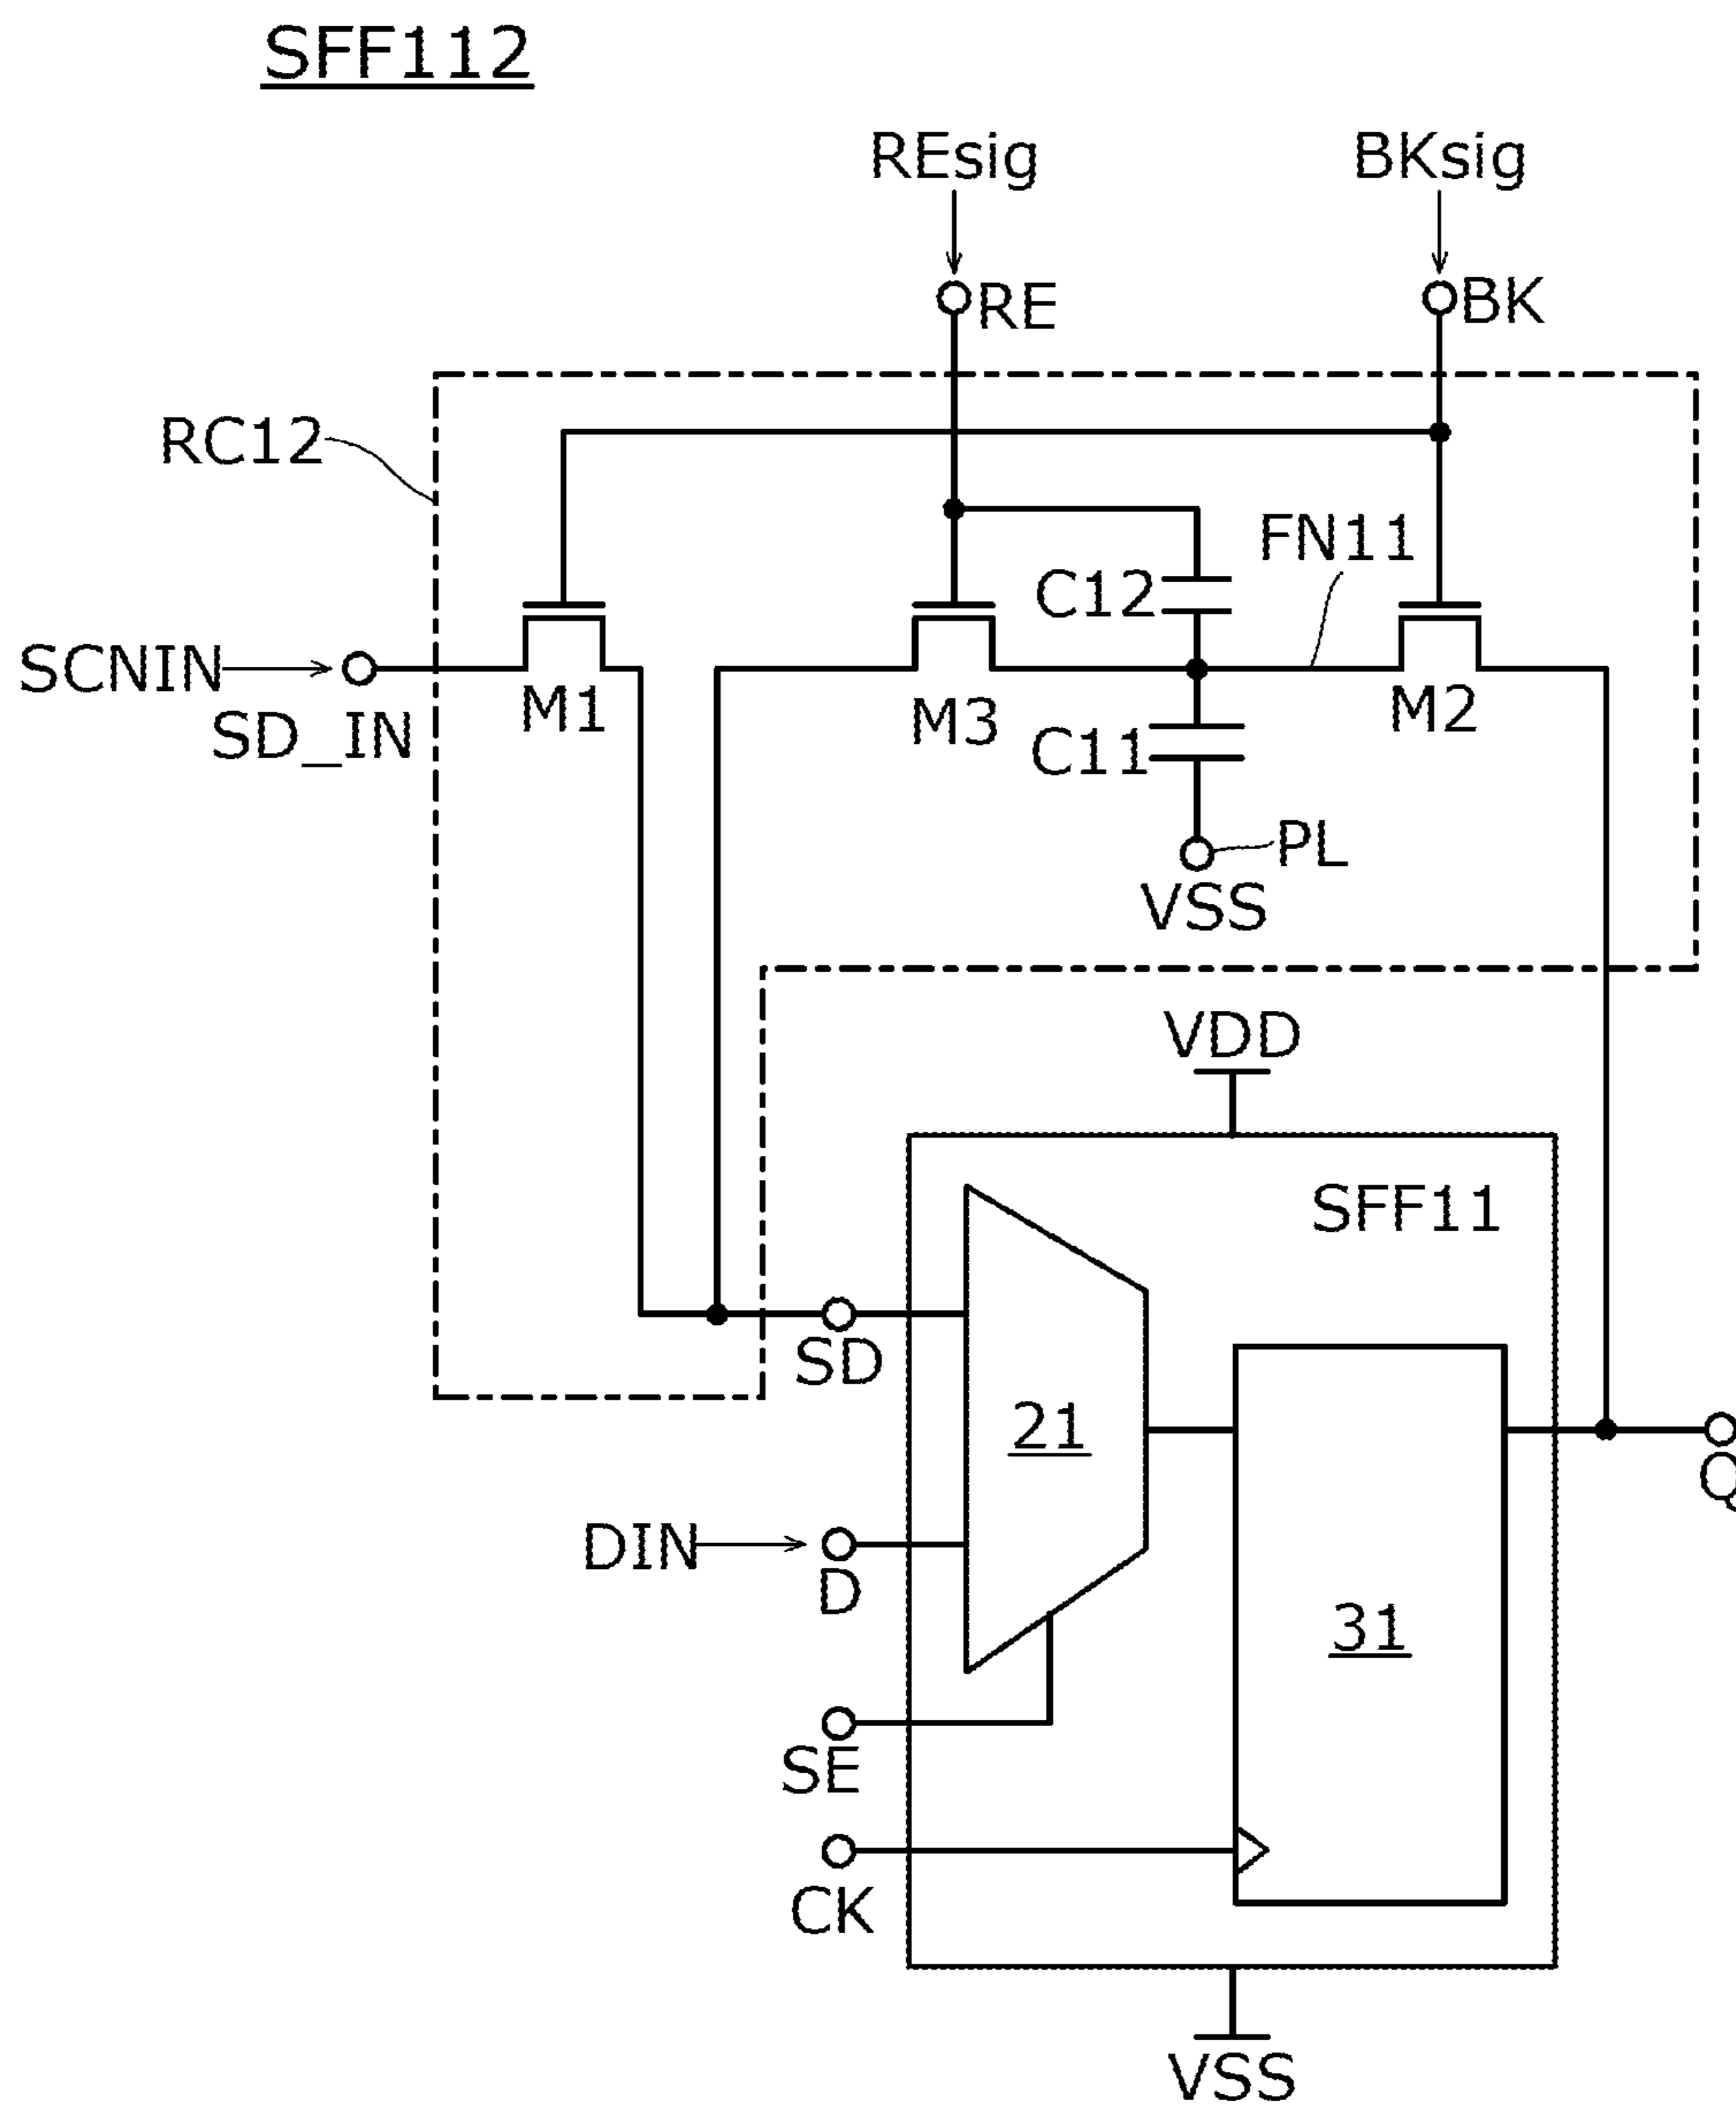 SFF112
REsig
BKsig
RE
BK
RC12
FN11
C12
SCNIN
SD_IN
M1
M3
M2
C11
PL
VSS
VDD
SFF11
SD
21
Q
DIN
D
31
SE
CK
VSS